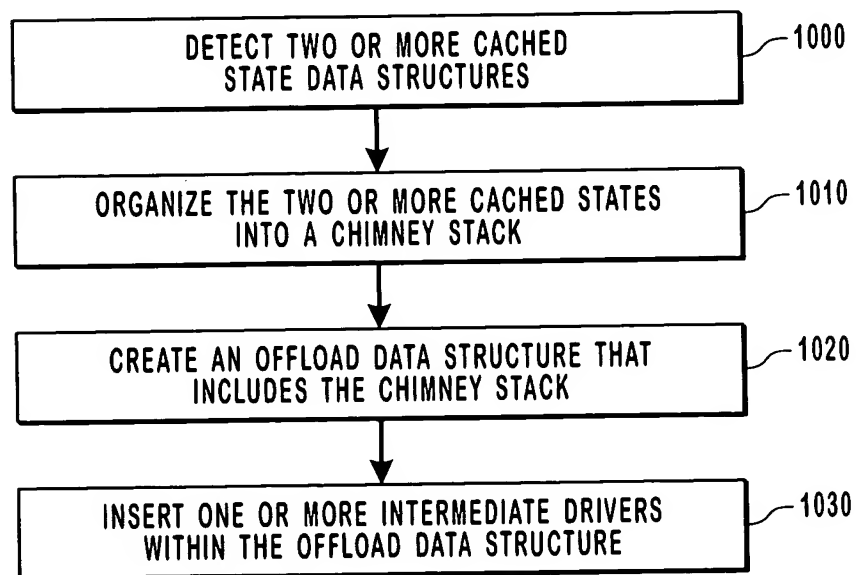 DETECT TWO OR MORE CACHED
STATE DATA STRUCTURES
1000
ORGANIZE THE TWO OR MORE CACHED STATES
INTO A CHIMNEY STACK
1010
CREATE AN OFFLOAD DATA STRUCTURE THAT
INCLUDES THE CHIMNEY STACK
1020
INSERT ONE OR MORE INTERMEDIATE DRIVERS
WITHIN THE OFFLOAD DATA STRUCTURE
1030